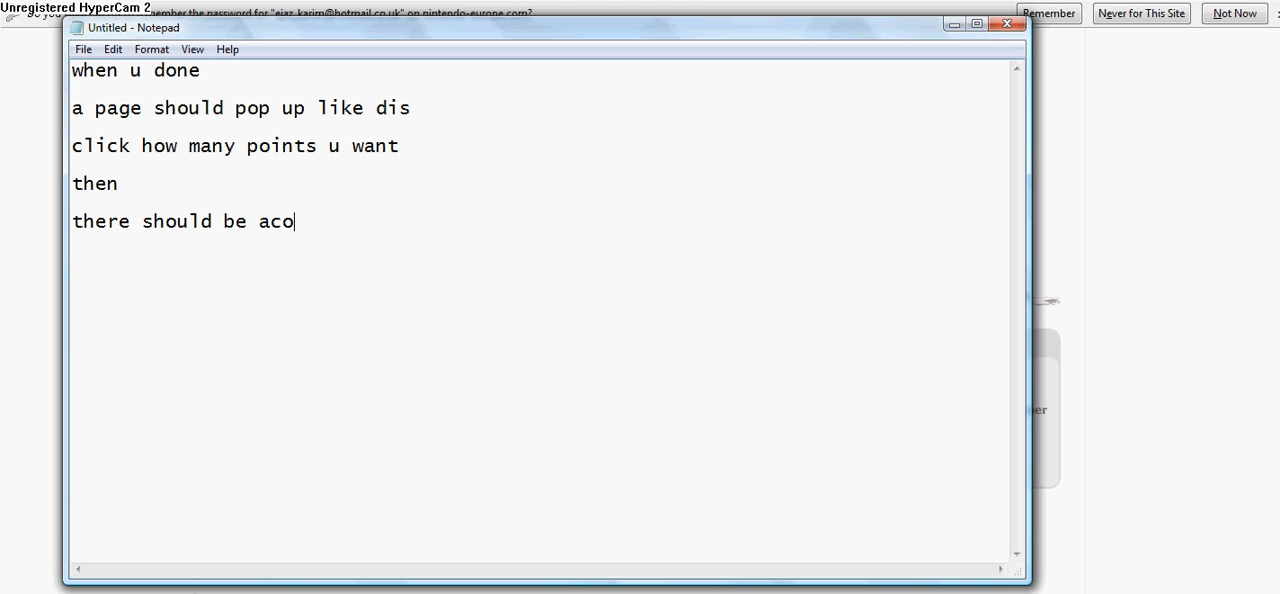 Unregistered HyperCam 2
remember the password for "ejaz_karim@hotmail.co.uk" on nintendo-europe.com?
Remember
Never for This Site
Not Now
Untitled - Notepad
File Edit Format View Help
when u done
a page should pop up like dis
click how many points u want
then
there should be aco